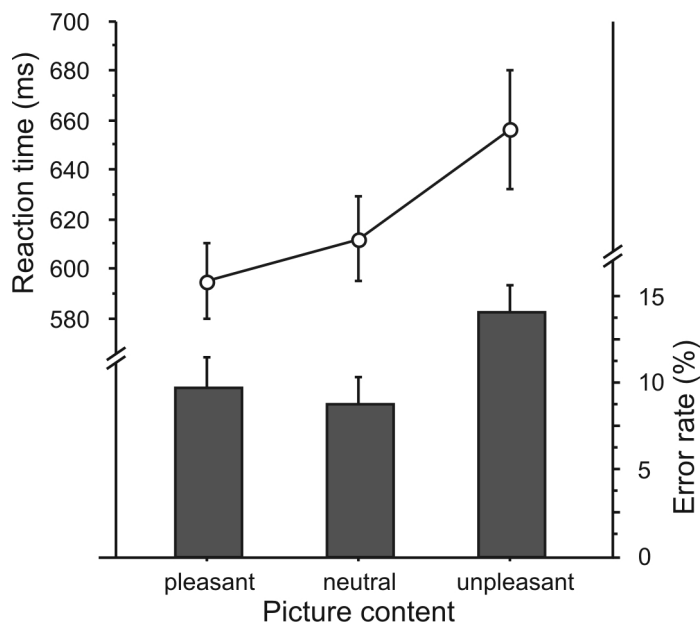 Reaction time (ms)
700
680
660
640
620
600
580
15
10
5
0
Error rate (%)
pleasant neutral unpleasant
Picture content